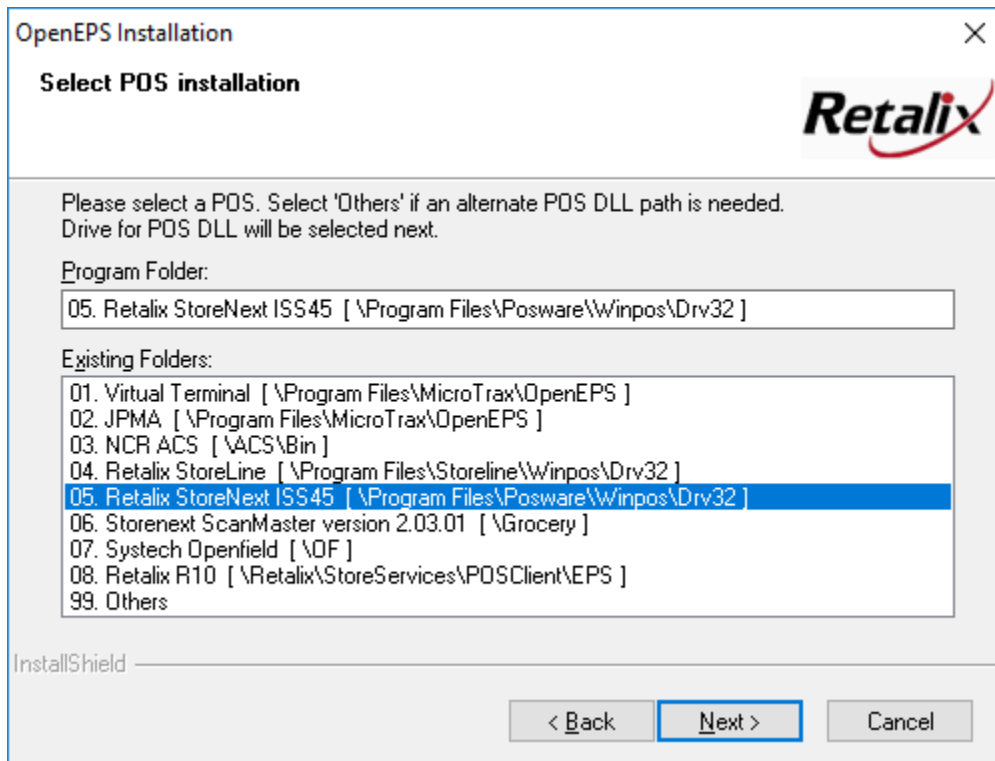 OpenEPS Installation
Select POS installation
Retalix
Please select a POS. Select 'Others' if an alternate POS DLL path is needed.
Drive for POS DLL will be selected next.
Program Folder:
05. Retalix StoreNext ISS45  [ \Program Files\Posware\Winpos\Drv32 ]
Existing Folders:
01. Virtual Terminal  [ \Program Files\MicroTrax\OpenEPS ]
02. JPMA  [ \Program Files\MicroTrax\OpenEPS ]
03. NCR ACS  [ \ACS\Bin ]
04. Retalix StoreLine  [ \Program Files\Storeline\Winpos\Drv32 ]
05. Retalix StoreNext ISS45  [ \Program Files\Posware\Winpos\Drv32 ]
06. Storenext ScanMaster version 2.03.01  [ \Grocery ]
07. Systech Openfield  [ \OF ]
08. Retalix R10  [ \Retalix\StoreServices\POSClient\EPS ]
99. Others
InstallShield
< Back
Next >
Cancel